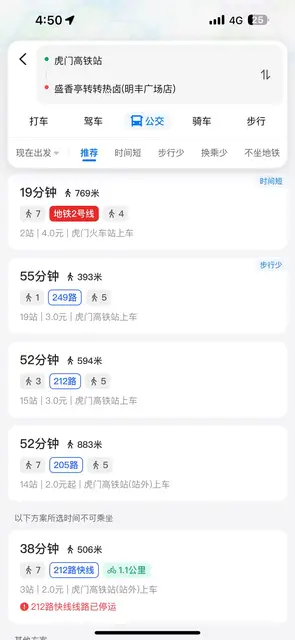 4:50
4G 25
虎门高铁站
盛香亭转转热卤(明丰广场店)
打车 驾车 公交 骑车 步行
现在出发 推荐 时间短 步行少 换乘少 不坐地铁
时间短
19分钟 769米
7 地铁2号线 4
2站 | 4.0元 | 虎门火车站上车
步行少
55分钟 393米
1 249路 5
19站 | 3.0元 | 虎门高铁站上车
52分钟 594米
3 212路 5
15站 | 3.0元 | 虎门高铁站上车
52分钟 883米
7 205路 5
14站 | 2.0元起 | 虎门高铁站(站外)上车
以下方案所选时间不可乘坐
38分钟 506米
7 212路快线 1.1公里
3站 | 2.0元 | 虎门高铁站(站外)上车
212路快线线路已停运
其他方案